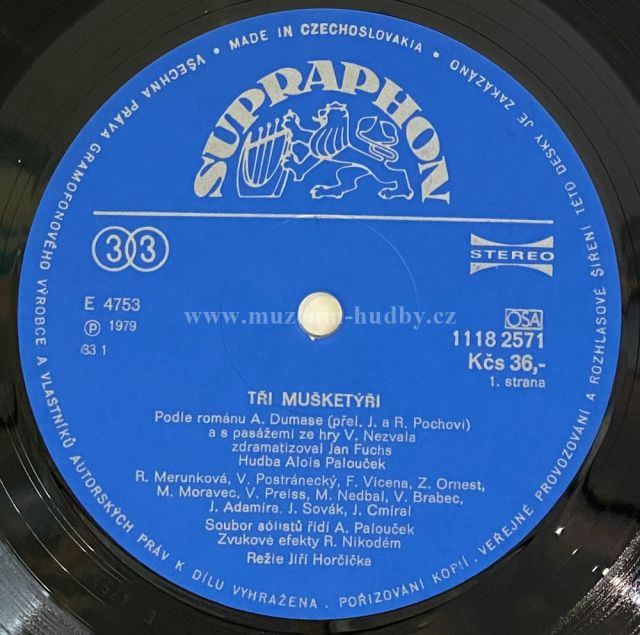 VŠECHNA PRÁVA GRAMOFONOVÉHO VÝROBCE A VLASTNÍKŮ AUTORSKÝCH PRÁV K DÍLU VYHRAŽENA. POŘIZOVÁNÍ KOPIÍ, VEŘEJNÉ PROVOZOVÁNÍ A ROZHLASOVÉ ŠÍŘENÍ TÉTO DESKY JE ZAKÁZÁNO
• MADE IN CZECHOSLOVAKIA •
SUPRAPHON
33
STEREO
E 4753
Ⓟ 1979
83 1
www.muzeum-hudby.cz
OSA
1118 2571
Kčs 36,-
1. strana
TŘI MUŠKETÝŘI
Podle románu A. Dumase (přel. J. a R. Pochoví)
a s pasážemi ze hry V. Nezvala
zdramatizoval Jan Fuchs
Hudba Alois Palouček
R. Merunková, V. Postránecký, F. Vicena, Z. Ornest,
M. Moravec, V. Preiss, M. Nedbal, V. Brabec,
J. Adamíra, J. Sovák, J. Cmíral
Soubor sólistů řídí A. Palouček
Zvukové efekty R. Nikodém
Režie Jiří Horčička